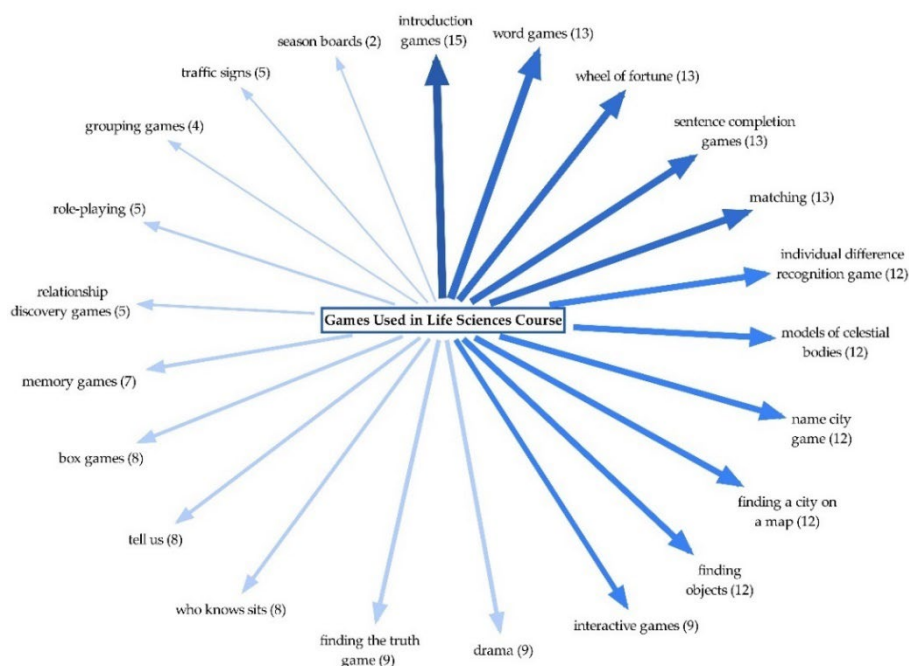 introduction
games (15)
word games (13)
wheel of fortune (13)
sentence completion
games (13)
matching (13)
individual difference
recognition game (12)
models of celestial
bodies (12)
name city
game (12)
finding a city on
a map (12)
finding
objects (12)
interactive games (9)
drama (9)
finding the truth
game (9)
who knows sits (8)
tell us (8)
box games (8)
memory games (7)
relationship
discovery games (5)
role-playing (5)
grouping games (4)
traffic signs (5)
season boards (2)
Games Used in Life Sciences Course